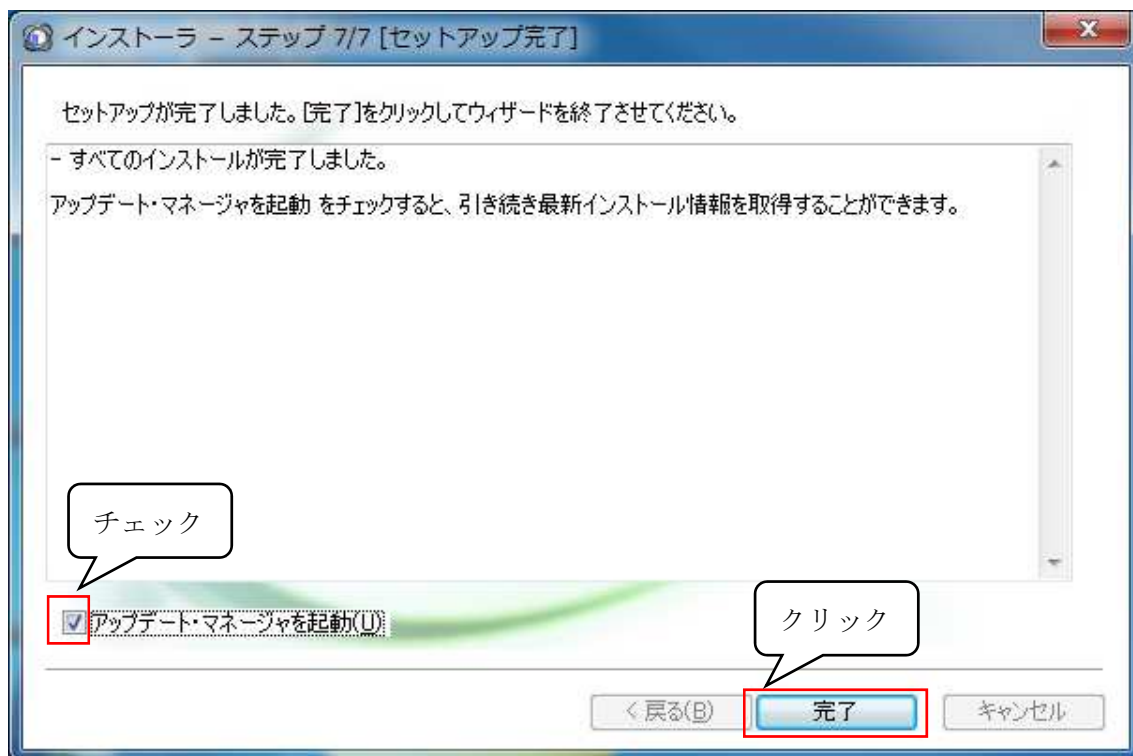 インストーラ - ステップ 7/7 [セットアップ完了]
セットアップが完了しました。[完了]をクリックしてウィザードを終了させてください。
- すべてのインストールが完了しました。
アップデート・マネージャを起動 をチェックすると、引き続き最新インストール情報を取得することができます。
チェック
アップデート・マネージャを起動(U)
クリック
< 戻る(B)
完了
キャンセル